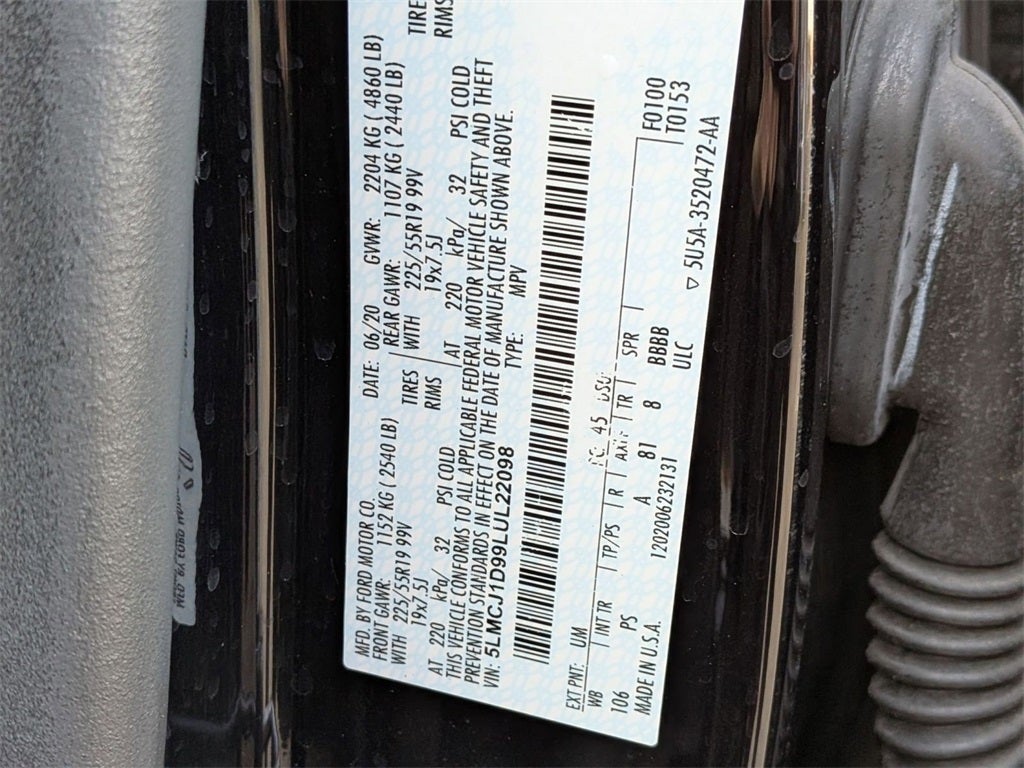 MFD. BY FORD MOTOR CO.
DATE: 06/20 GVWR: 2204 KG ( 4860 LB)
FRONT GAWR: 1152 KG ( 2540 LB)
REAR GAWR: 1107 KG ( 2440 LB)
WITH 225/55R19 99V TIRES
WITH 225/55R19 99V TIRE
19x7.5J RIMS
19x7.5J RIMS
AT 220 kPa/ 32 PSI COLD
AT 220 kPa/ 32 PSI COLD
THIS VEHICLE CONFORMS TO ALL APPLICABLE FEDERAL MOTOR VEHICLE SAFETY AND THEFT
PREVENTION STANDARDS IN EFFECT ON THE DATE OF MANUFACTURE SHOWN ABOVE.
VIN: 5LMCJ1D99LUL22098 TYPE: MPV
EXT PNT: UM 45
WB INT TR TP/PS R TR SPR F0100
106 PS A 81 8 BBBB T0153
MADE IN U.S.A. 12020062321​31 ULC
5U5A-3520472-AA